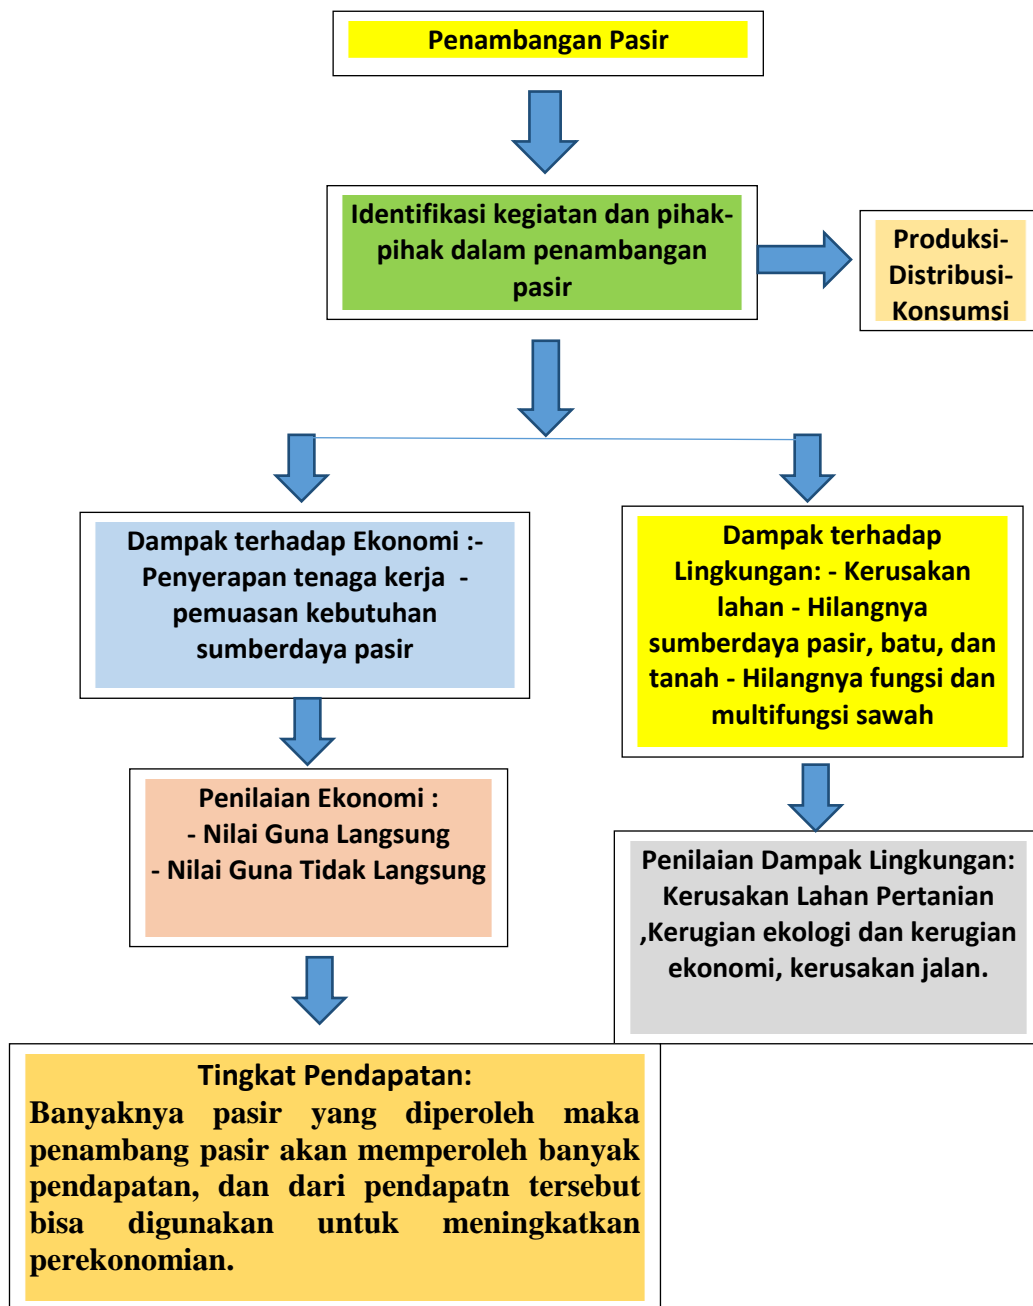 Penambangan Pasir
Identifikasi kegiatan dan pihak-
pihak dalam penambangan
pasir
Produksi-
Distribusi-
Konsumsi
Dampak terhadap Ekonomi :-
Penyerapan tenaga kerja -
pemuasan kebutuhan
sumberdaya pasir
Dampak terhadap
Lingkungan: - Kerusakan
lahan - Hilangnya
sumberdaya pasir, batu, dan
tanah - Hilangnya fungsi dan
multifungsi sawah
Penilaian Ekonomi :
- Nilai Guna Langsung
- Nilai Guna Tidak Langsung
Penilaian Dampak Lingkungan:
Kerusakan Lahan Pertanian
,Kerugian ekologi dan kerugian
ekonomi, kerusakan jalan.
Tingkat Pendapatan:
Banyaknya pasir yang diperoleh maka
penambang pasir akan memperoleh banyak
pendapatan, dan dari pendapatn tersebut
bisa digunakan untuk meningkatkan
perekonomian.